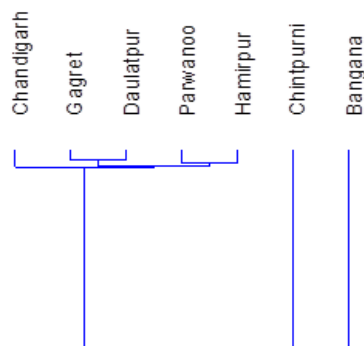 Chandigarh
Gagret
Daulatpur
Parwanoo
Hamirpur
Chintpurni
Bangana